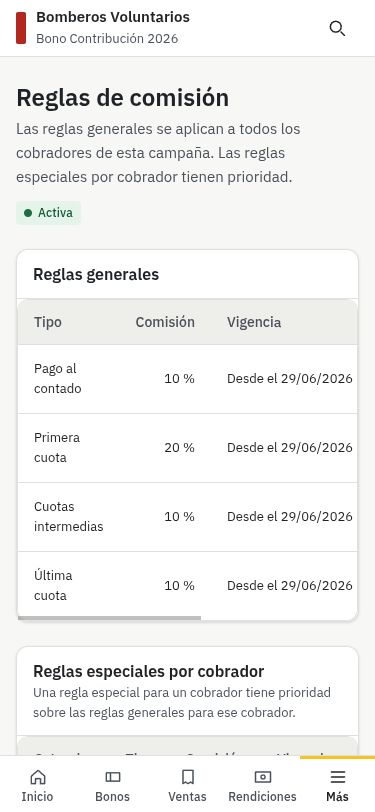 Bomberos Voluntarios
Bono Contribución 2026
Reglas de comisión
Las reglas generales se aplican a todos los
cobradores de esta campaña. Las reglas
especiales por cobrador tienen prioridad.
Activa
Reglas generales
Tipo Comisión Vigencia
Pago al
contado
10 % Desde el 29/06/2026
Primera
cuota
20 % Desde el 29/06/2026
Cuotas
intermedias
10 % Desde el 29/06/2026
Última
cuota
10 % Desde el 29/06/2026
Reglas especiales por cobrador
Una regla especial para un cobrador tiene prioridad
sobre las reglas generales para ese cobrador.
Inicio Bonos Ventas Rendiciones Más